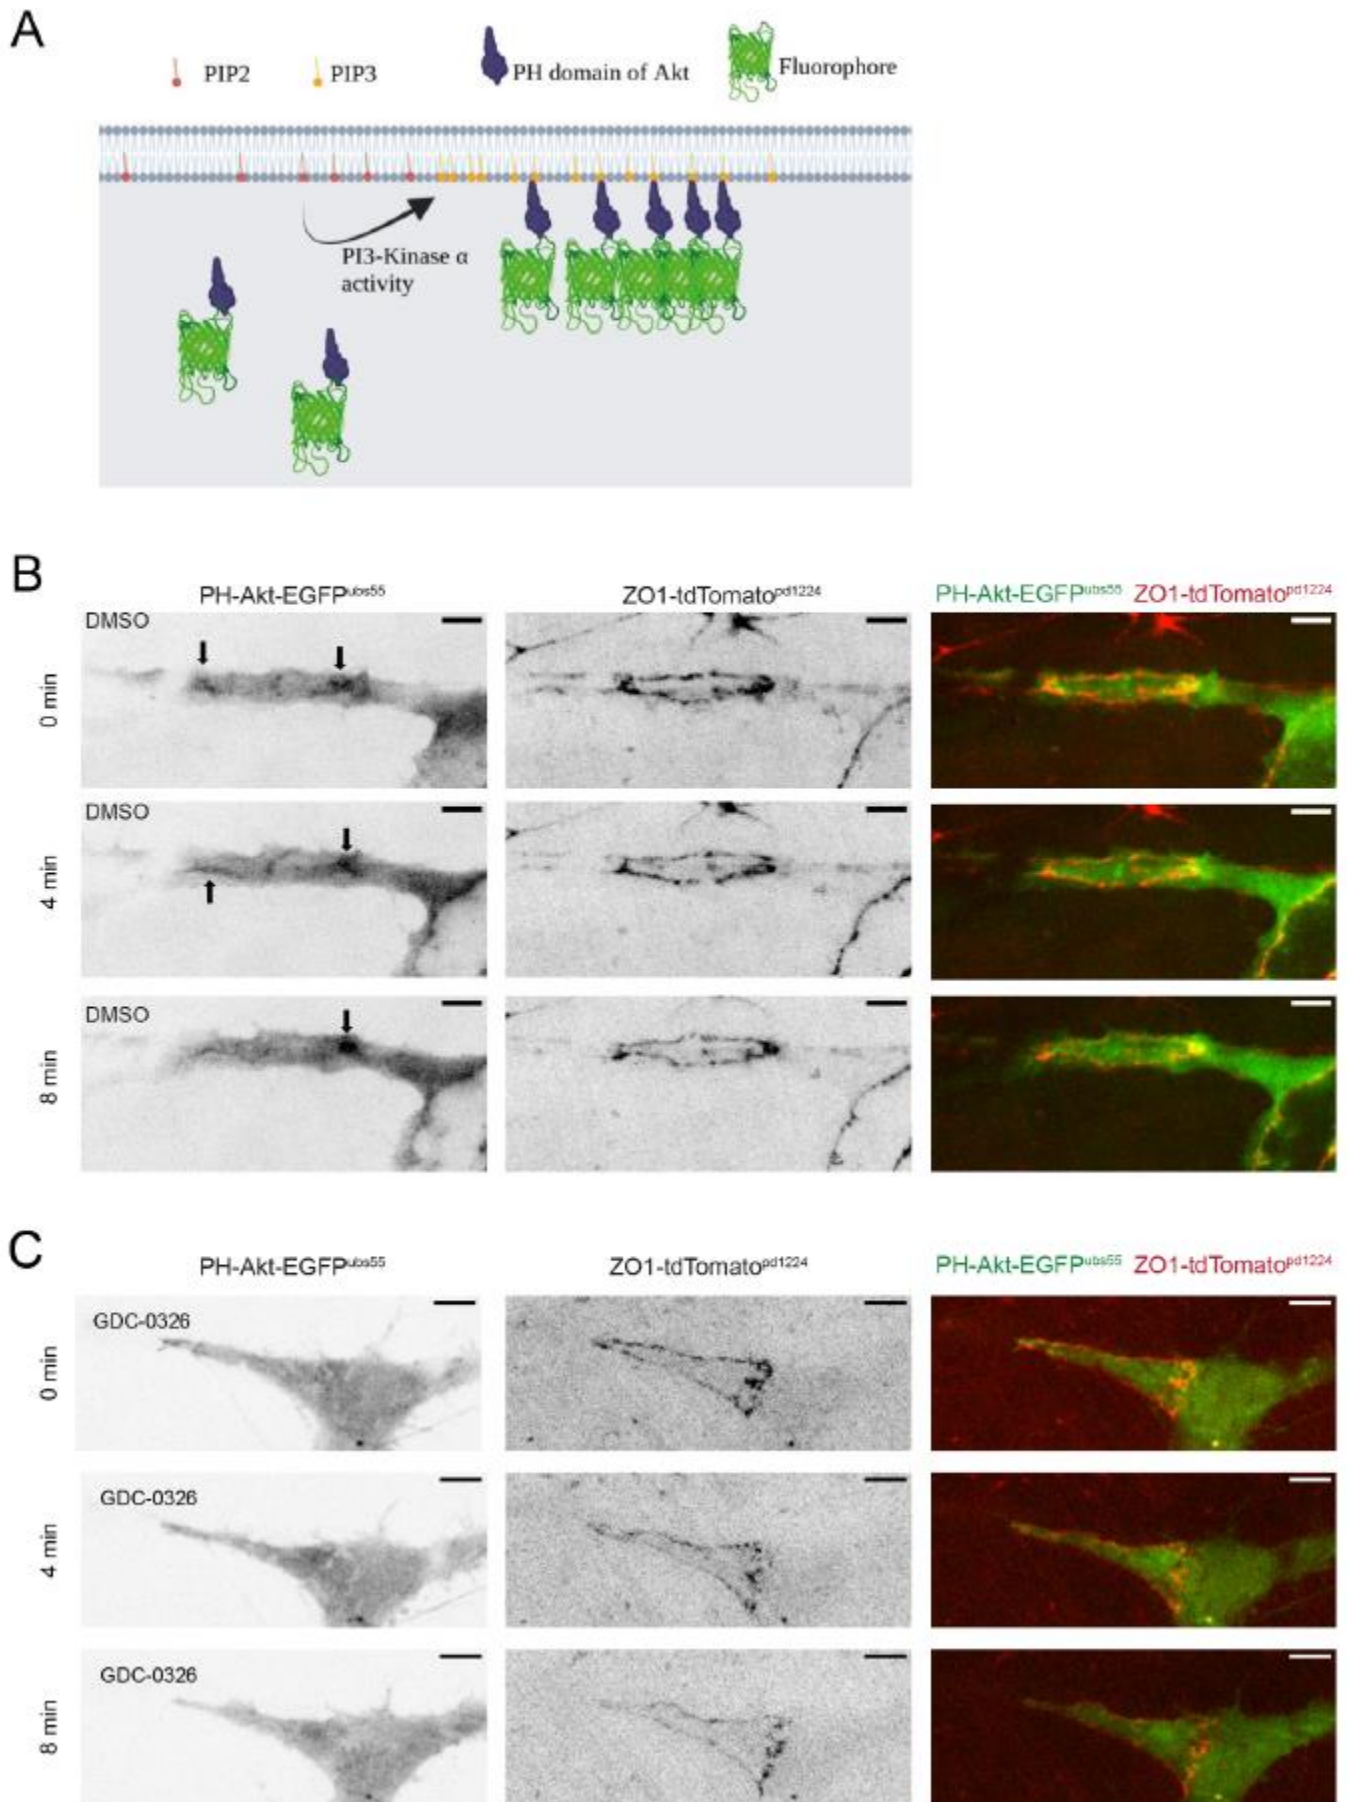 A
PIP2 PIP3 PH domain of Akt Fluorophore
PI3-Kinase α
activity
B
PH-Akt-EGFPubs55 ZO1-tdTomatopd1224 PH-Akt-EGFPubs55 ZO1-tdTomatopd1224
DMSO
0 min
DMSO
4 min
DMSO
8 min
C
PH-Akt-EGFPubs55 ZO1-tdTomatopd1224 PH-Akt-EGFPubs55 ZO1-tdTomatopd1224
GDC-0326
0 min
GDC-0326
4 min
GDC-0326
8 min